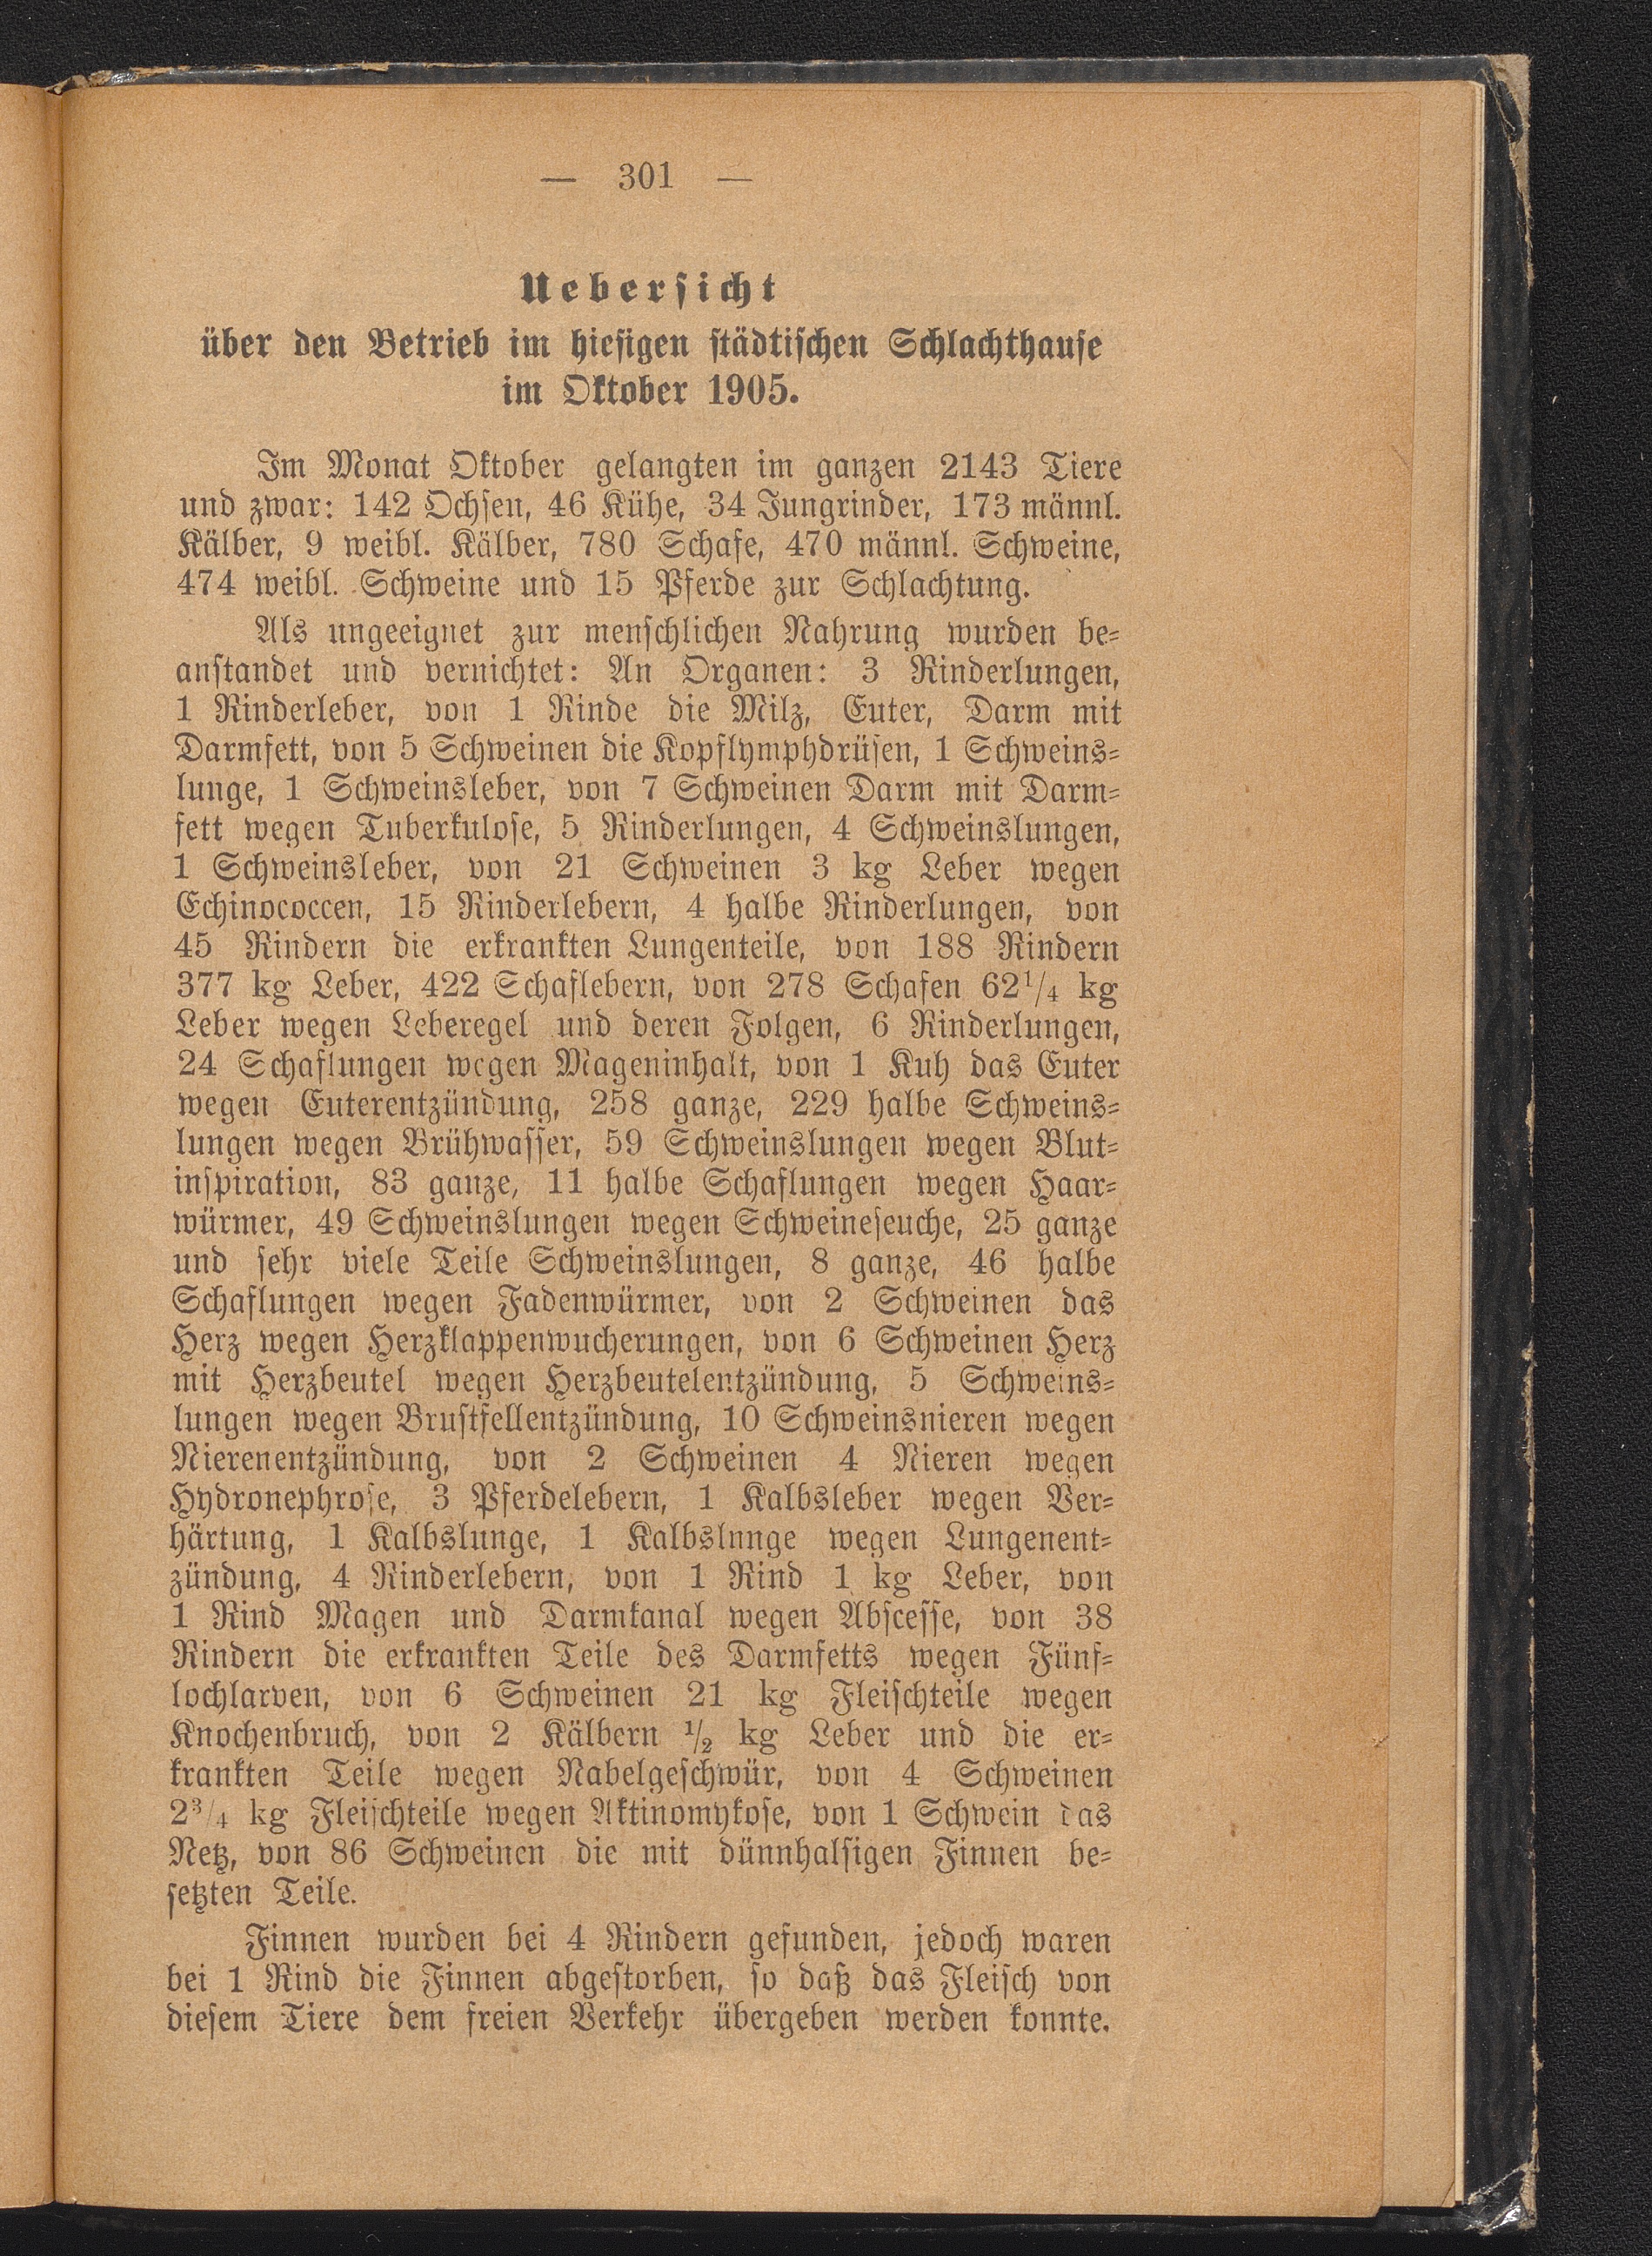 — 301 —
Uebersicht
über den Betrieb im hiesigen städtischen Schlachthause
im Oktober 1905.
Im Monat Oktober gelangten im ganzen 2143 Tiere
und zwar: 142 Ochsen, 46 Kühe, 34 Jungrinder, 173 männl.
Kälber, 9 weibl. Kälber, 780 Schafe, 470 männl. Schweine,
474 weibl. Schweine und 15 Pferde zur Schlachtung.
Als ungeeignet zur menschlichen Nahrung wurden be-
anstandet und vernichtet: An Organen: 3 Rinderlungen,
1 Rinderleber, von 1 Rinde die Milz, Euter, Darm mit
Darmfett, von 5 Schweinen die Kopflymphdrüsen, 1 Schweins-
lunge, 1 Schweinsleber, von 7 Schweinen Darm mit Darm-
fett wegen Tuberkulose, 5 Rinderlungen, 4 Schweinslungen,
1 Schweinsleber, von 21 Schweinen 3 kg Leber wegen
Echinococcen, 15 Rinderlebern, 4 halbe Rinderlungen, von
45 Rindern die erkrankten Lungenteile, von 188 Rindern
377 kg Leber, 422 Schaflebern, von 278 Schafen 62¹/₄ kg
Leber wegen Leberegel und deren Folgen, 6 Rinderlungen,
24 Schaflungen wegen Mageninhalt, von 1 Kuh das Euter
wegen Euterentzündung, 258 ganze, 229 halbe Schweins-
lungen wegen Brühwasser, 59 Schweinslungen wegen Blut-
inspiration, 83 ganze, 11 halbe Schaflungen wegen Haar-
würmer, 49 Schweinslungen wegen Schweineseuche, 25 ganze
und sehr viele Teile Schweinslungen, 8 ganze, 46 halbe
Schaflungen wegen Fadenwürmer, von 2 Schweinen das
Herz wegen Herzklappenwucherungen, von 6 Schweinen Herz
mit Herzbeutel wegen Herzbeutelentzündung, 5 Schweins-
lungen wegen Brustfellentzündung, 10 Schweinsnieren wegen
Nierenentzündung, von 2 Schweinen 4 Nieren wegen
Hydronephrose, 3 Pferdelebern, 1 Kalbsleber wegen Ver-
härtung, 1 Kalbslunge, 1 Kalbslnnge wegen Lungenent-
zündung, 4 Rinderlebern, von 1 Rind 1 kg Leber, von
1 Rind Magen und Darmkanal wegen Abscesse, von 38
Rindern die erkrankten Teile des Darmfetts wegen Fünf-
lochlarven, von 6 Schweinen 21 kg Fleischteile wegen
Knochenbruch, von 2 Kälbern ¹/₂ kg Leber und die er-
krankten Teile wegen Nabelgeschwür, von 4 Schweinen
2³/₄ kg Fleischteile wegen Aktinomykose, von 1 Schwein das
Netz, von 86 Schweinen die mit dünnhalsigen Finnen be-
setzten Teile.
Finnen wurden bei 4 Rindern gefunden, jedoch waren
bei 1 Rind die Finnen abgestorben, so daß das Fleisch von
diesem Tiere dem freien Verkehr übergeben werden konnte.